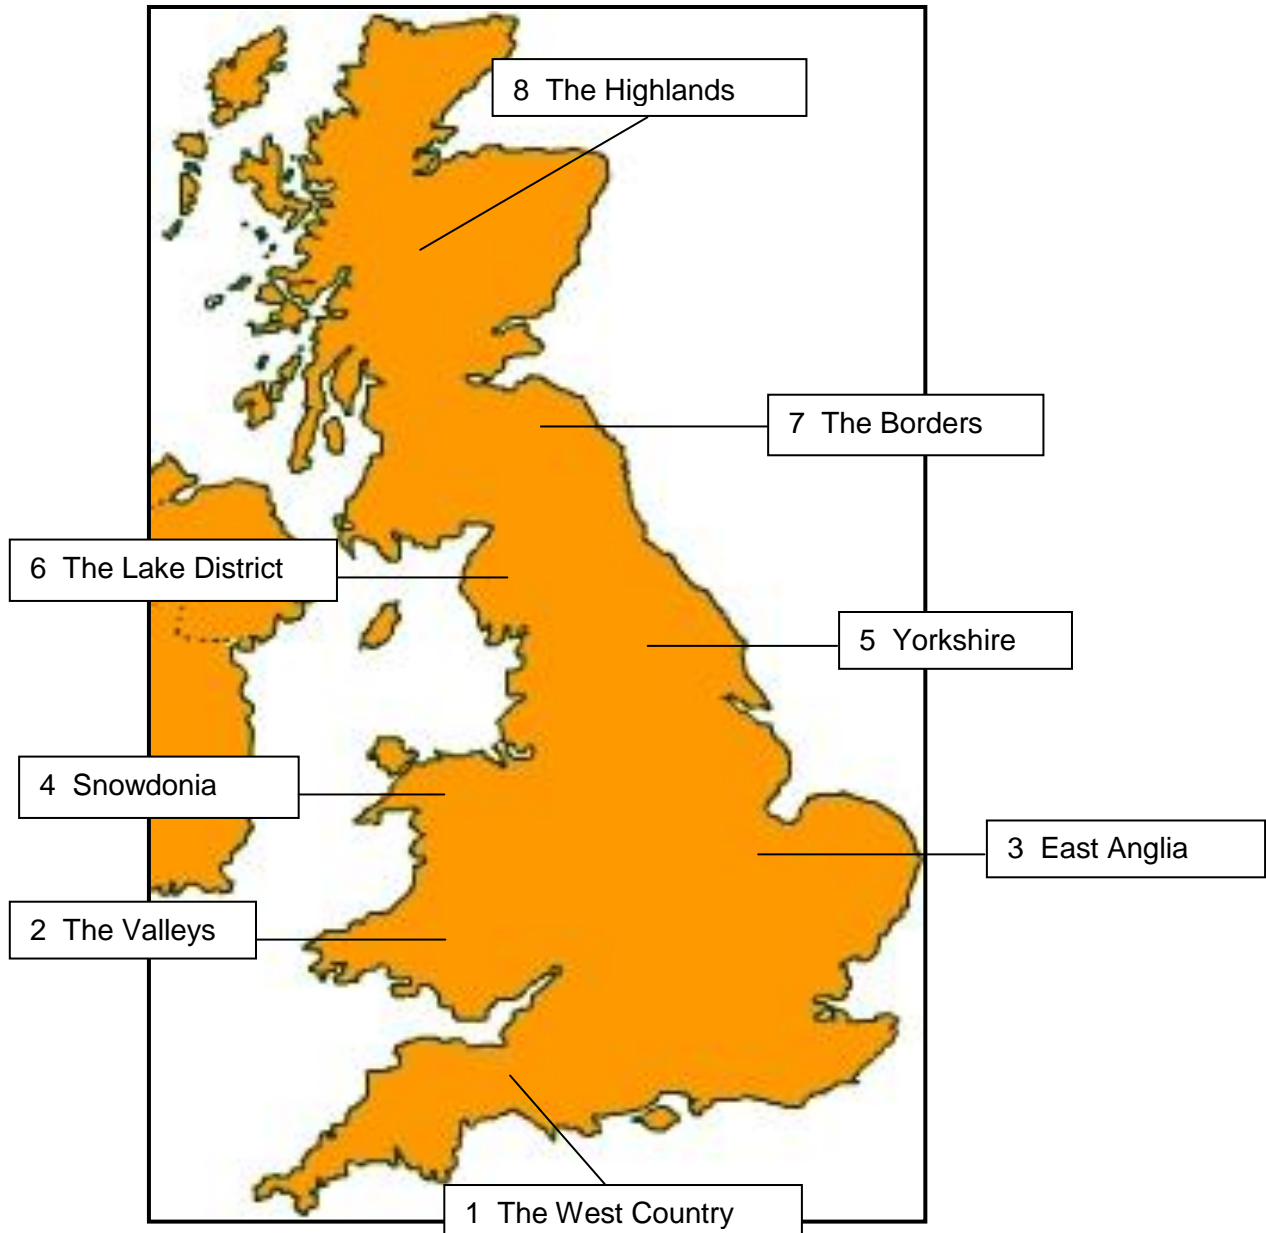 8 The Highlands
7 The Borders
6 The Lake District
5 Yorkshire
4 Snowdonia
3 East Anglia
2 The Valleys
1 The West Country